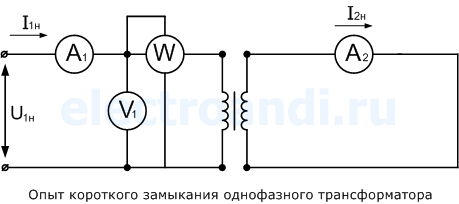 I₁н
I₂н
A₁
W
A₂
V₁
U₁н
electroandi.ru
Опыт короткого замыкания однофазного трансформатора